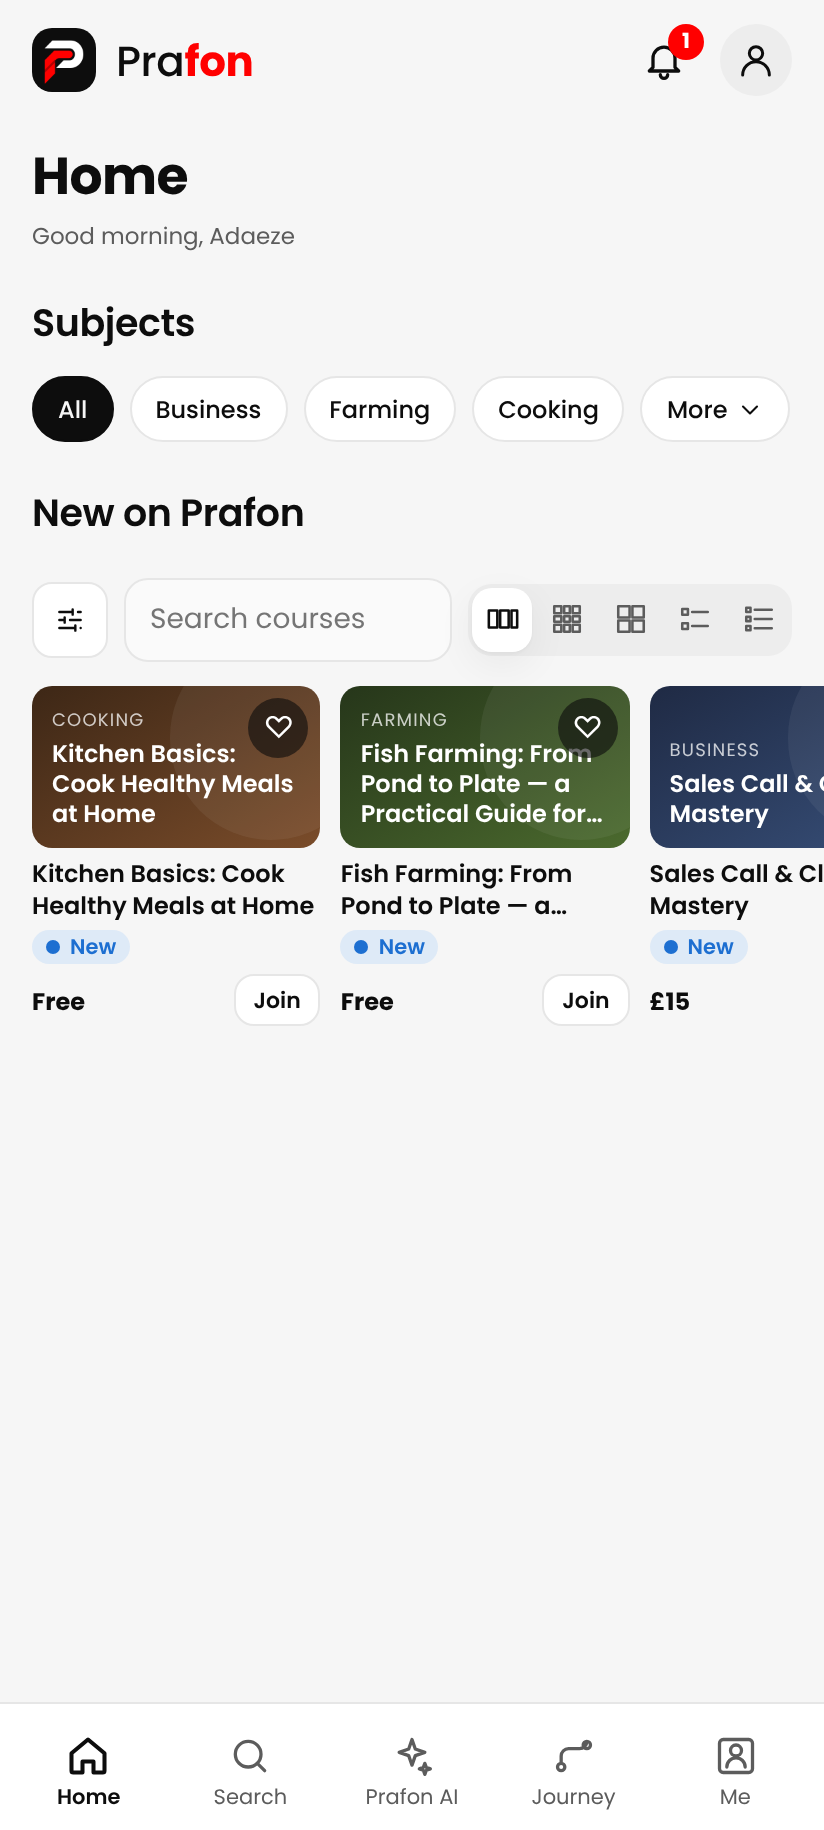 Prafon
1
Home
Good morning, Adaeze
Subjects
All
Business
Farming
Cooking
More
New on Prafon
Search courses
COOKING
Kitchen Basics:
Cook Healthy Meals
at Home
Kitchen Basics: Cook
Healthy Meals at Home
New
Free
Join
FARMING
Fish Farming: From
Pond to Plate — a
Practical Guide for...
Fish Farming: From
Pond to Plate — a...
New
Free
Join
BUSINESS
Sales Call &
Mastery
Sales Call & Cl
Mastery
New
£15
Home
Search
Prafon AI
Journey
Me